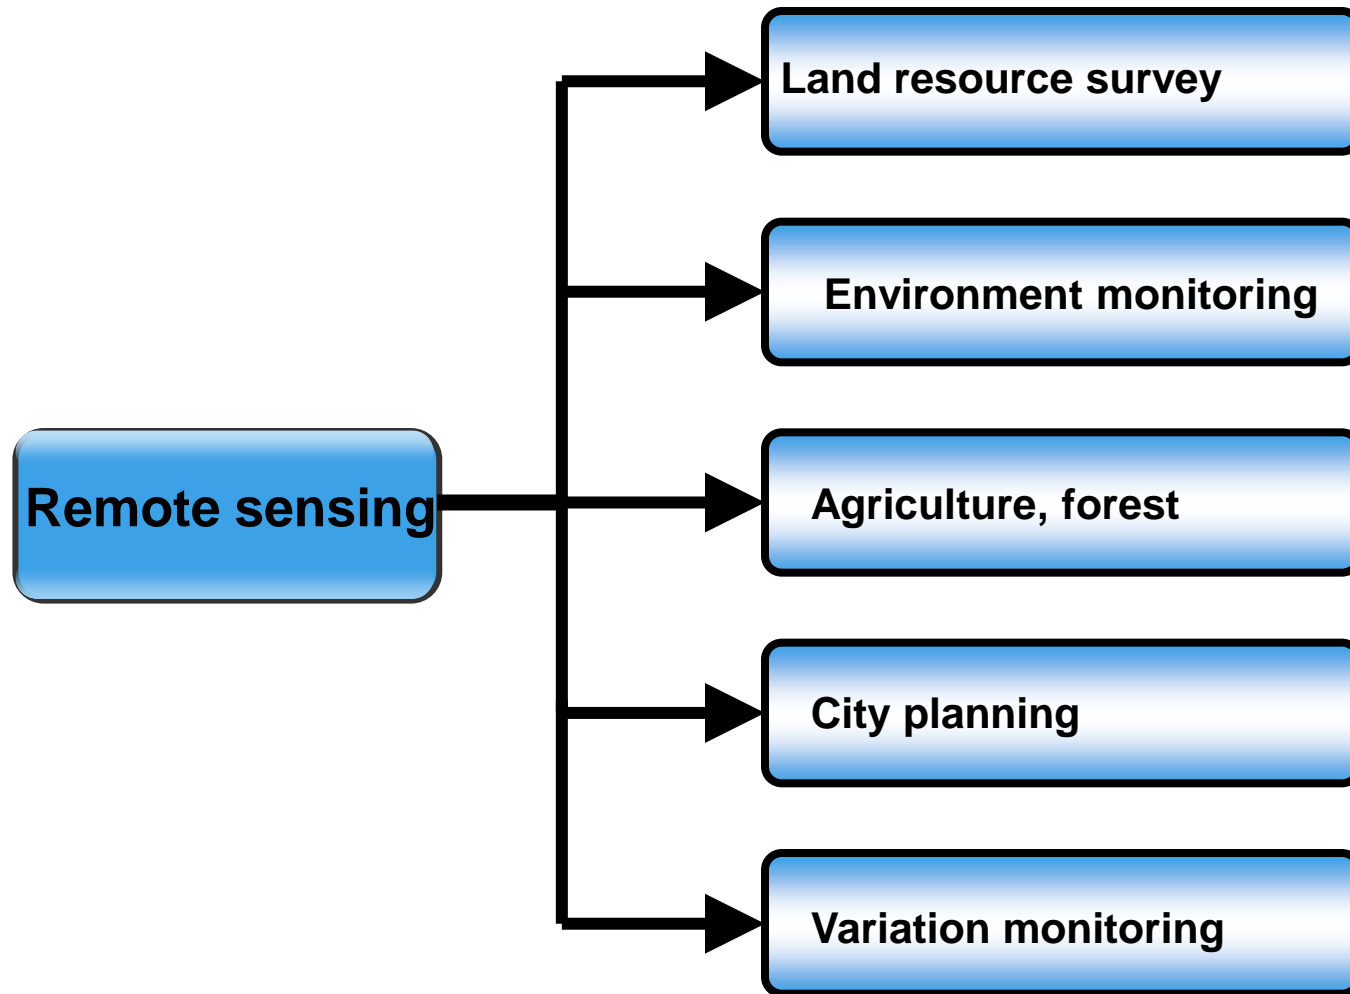 Land resource survey
Environment monitoring
Remote sensing
Agriculture, forest
City planning
Variation monitoring